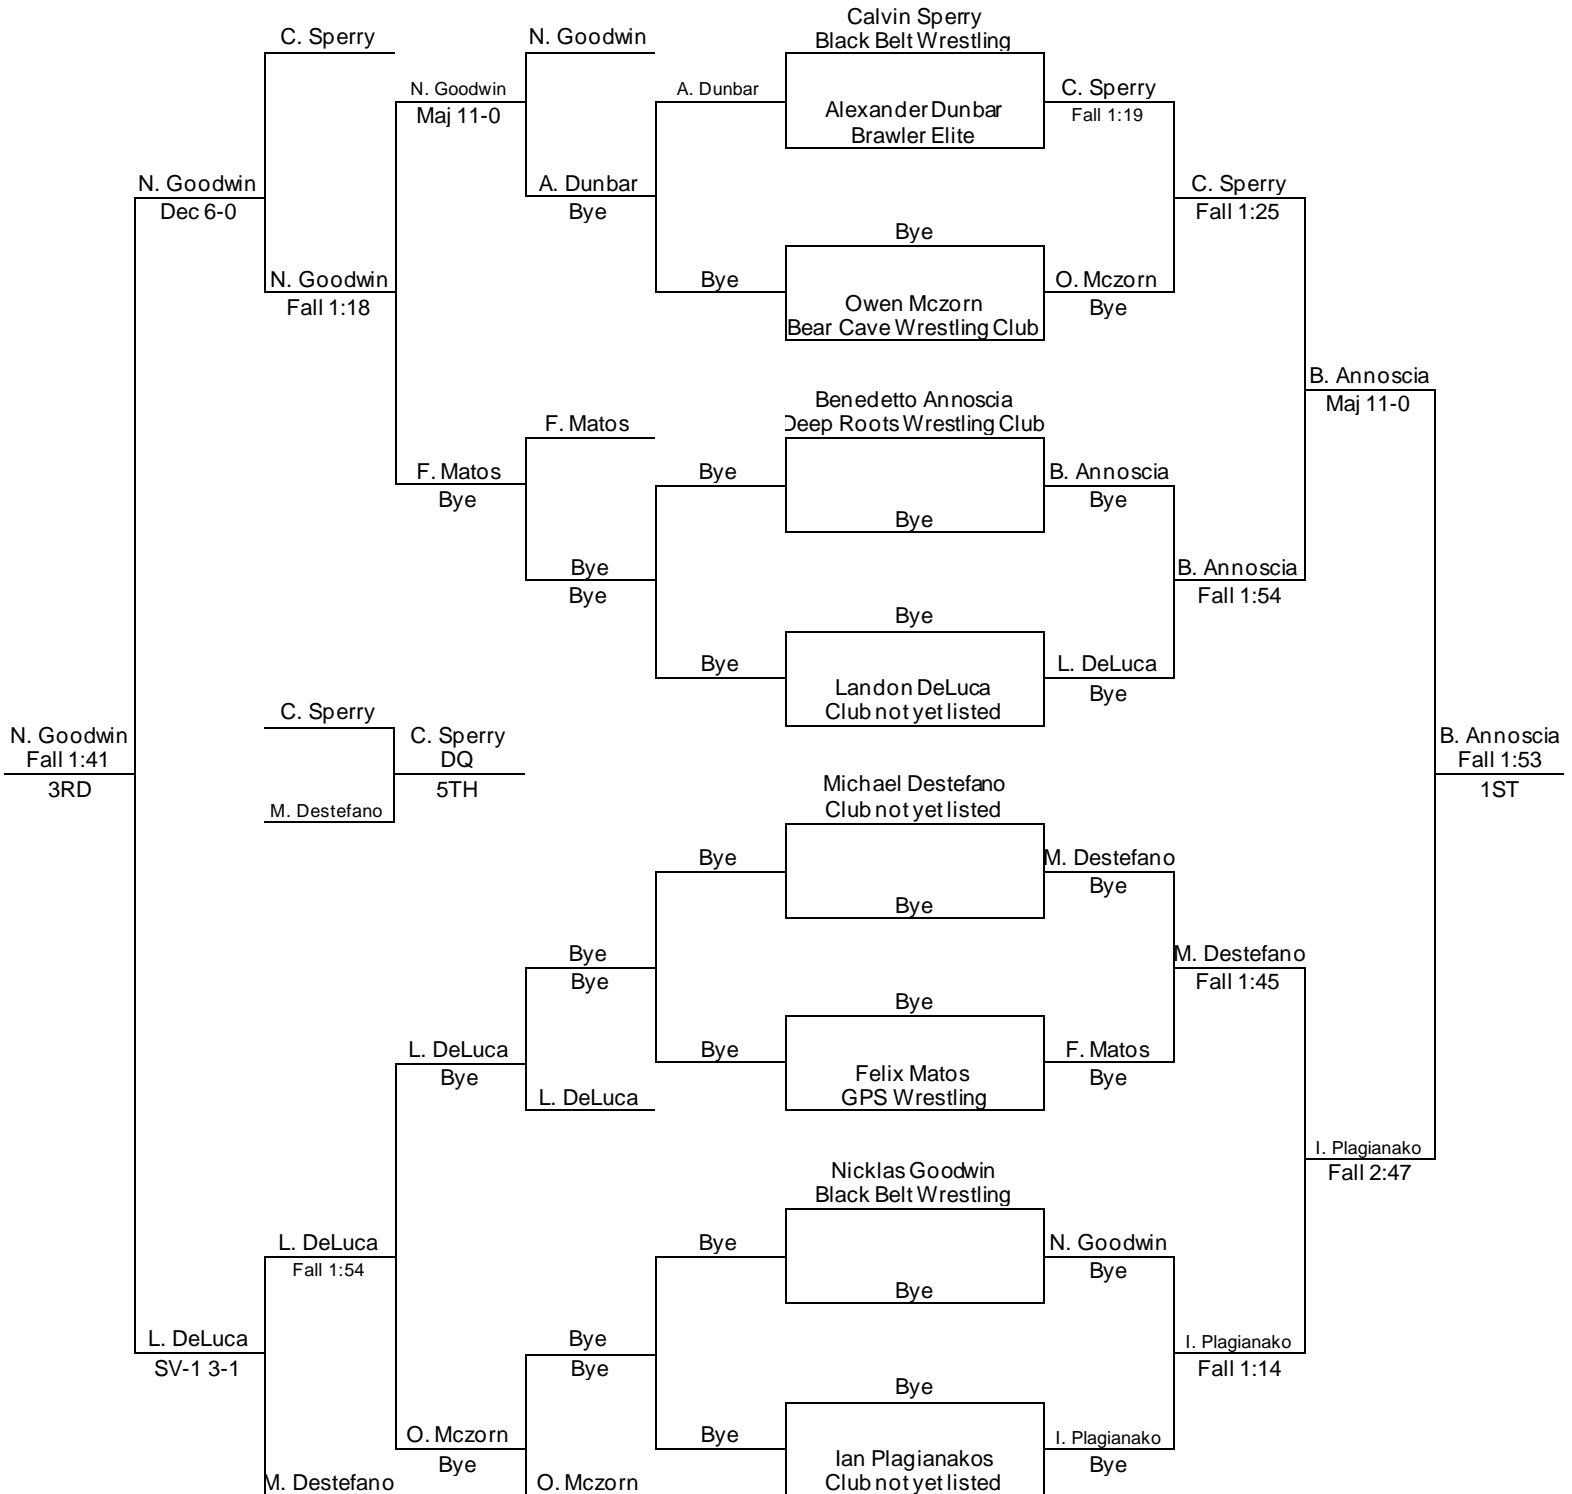 Calvin Sperry
C. Sperry
N. Goodwin
Black Belt Wrestling
N. Goodwin
A. Dunbar
C. Sperry
Maj 11-0
Alexander Dunbar
Fall 1:19
Brawler Elite
N. Goodwin
A. Dunbar
C. Sperry
Dec 6-0
Bye
Fall 1:25
Bye
N. Goodwin
Bye
O. Mczorn
Fall 1:18
Owen Mczorn
Bye
Bear Cave Wrestling Club
B. Annoscia
Benedetto Annoscia
Maj 11-0
F. Matos
Deep Roots Wrestling Club
F. Matos
Bye
B. Annoscia
Bye
Bye
Bye
Bye
B. Annoscia
Bye
Fall 1:54
Bye
Bye
L. DeLuca
Landon DeLuca
Bye
C. Sperry
Club not yet listed
N. Goodwin
C. Sperry
B. Annoscia
Fall 1:41
DQ
Fall 1:53
3RD
5TH
Michael Destefano
1ST
M. Destefano
Club not yet listed
Bye
M. Destefano
Bye
Bye
Bye
M. Destefano
Bye
Fall 1:45
Bye
L. DeLuca
Bye
F. Matos
Bye
Felix Matos
Bye
L. DeLuca
GPS Wrestling
I. Plagianako
Nicklas Goodwin
Fall 2:47
Black Belt Wrestling
L. DeLuca
Bye
N. Goodwin
Fall 1:54
Bye
Bye
L. DeLuca
Bye
I. Plagianako
SV-1 3-1
Bye
Fall 1:14
Bye
O. Mczorn
Bye
I. Plagianako
Bye
Ian Plagianakos
Bye
M. Destefano
O. Mczorn
Club not yet listed